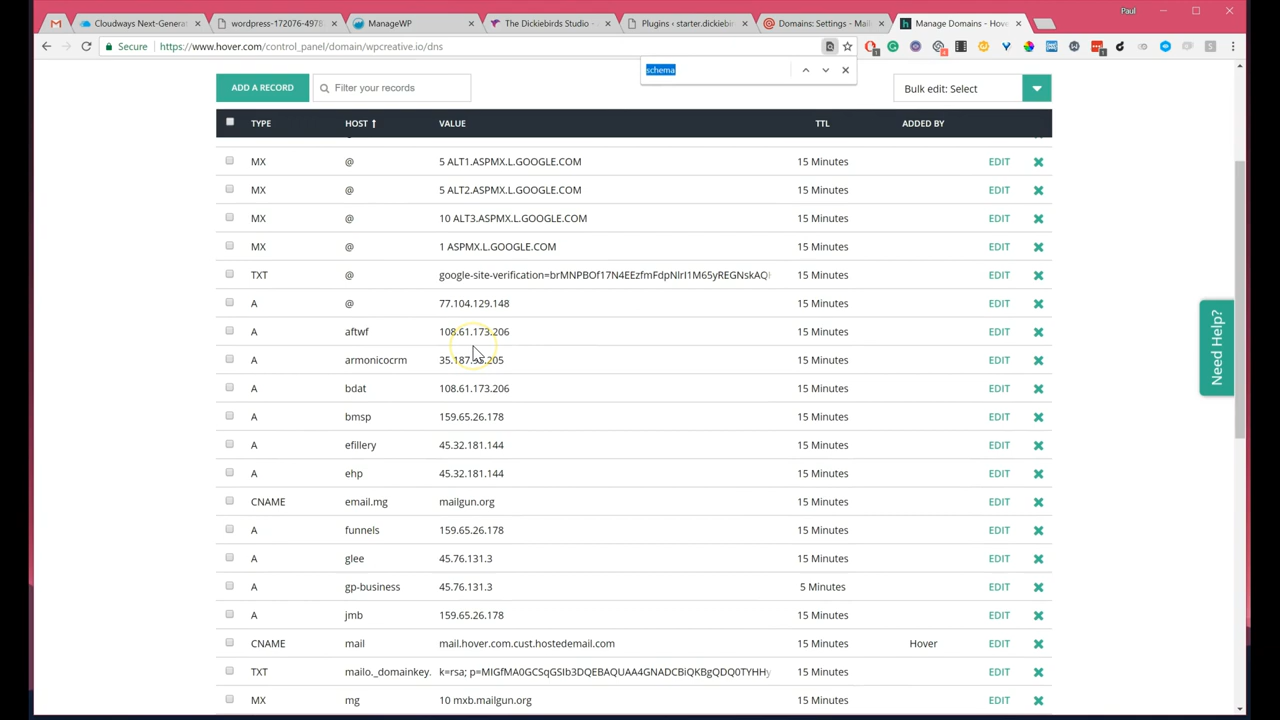 Cloudways Next-Genera
wordpress-172076-4978
ManageWP
The Dickiebirds Studio -
Plugins ‹ starter.dickiebir
Domains: Settings - Mail
Manage Domains - Hov
Paul
Secure
https://www.hover.com/control_panel/domain/wpcreative.io/dns
schema
ADD A RECORD
Filter your records
Bulk edit: Select
TYPE HOST VALUE TTL ADDED BY
MX @ 5 ALT1.ASPMX.L.GOOGLE.COM 15 Minutes EDIT
MX @ 5 ALT2.ASPMX.L.GOOGLE.COM 15 Minutes EDIT
MX @ 10 ALT3.ASPMX.L.GOOGLE.COM 15 Minutes EDIT
MX @ 1 ASPMX.L.GOOGLE.COM 15 Minutes EDIT
TXT @ 15 Minutes EDIT
A @ 77.104.129.148 15 Minutes EDIT
A aftwf 108.61.173.206 15 Minutes EDIT
A armonicocrm 15 Minutes EDIT
A bdat 108.61.173.206 15 Minutes EDIT
A bmsp 159.65.26.178 15 Minutes EDIT
A efillery 45.32.181.144 15 Minutes EDIT
A ehp 45.32.181.144 15 Minutes EDIT
CNAME email.mg mailgun.org 15 Minutes EDIT
A funnels 159.65.26.178 15 Minutes EDIT
A glee 45.76.131.3 15 Minutes EDIT
A gp-business 45.76.131.3 5 Minutes EDIT
A jmb 159.65.26.178 15 Minutes EDIT
CNAME mail mail.hover.com.cust.hostedemail.com 15 Minutes Hover EDIT
TXT mailo._domainkey. k=rsa; 15 Minutes EDIT
MX mg 10 mxb.mailgun.org 15 Minutes EDIT
Need Help?